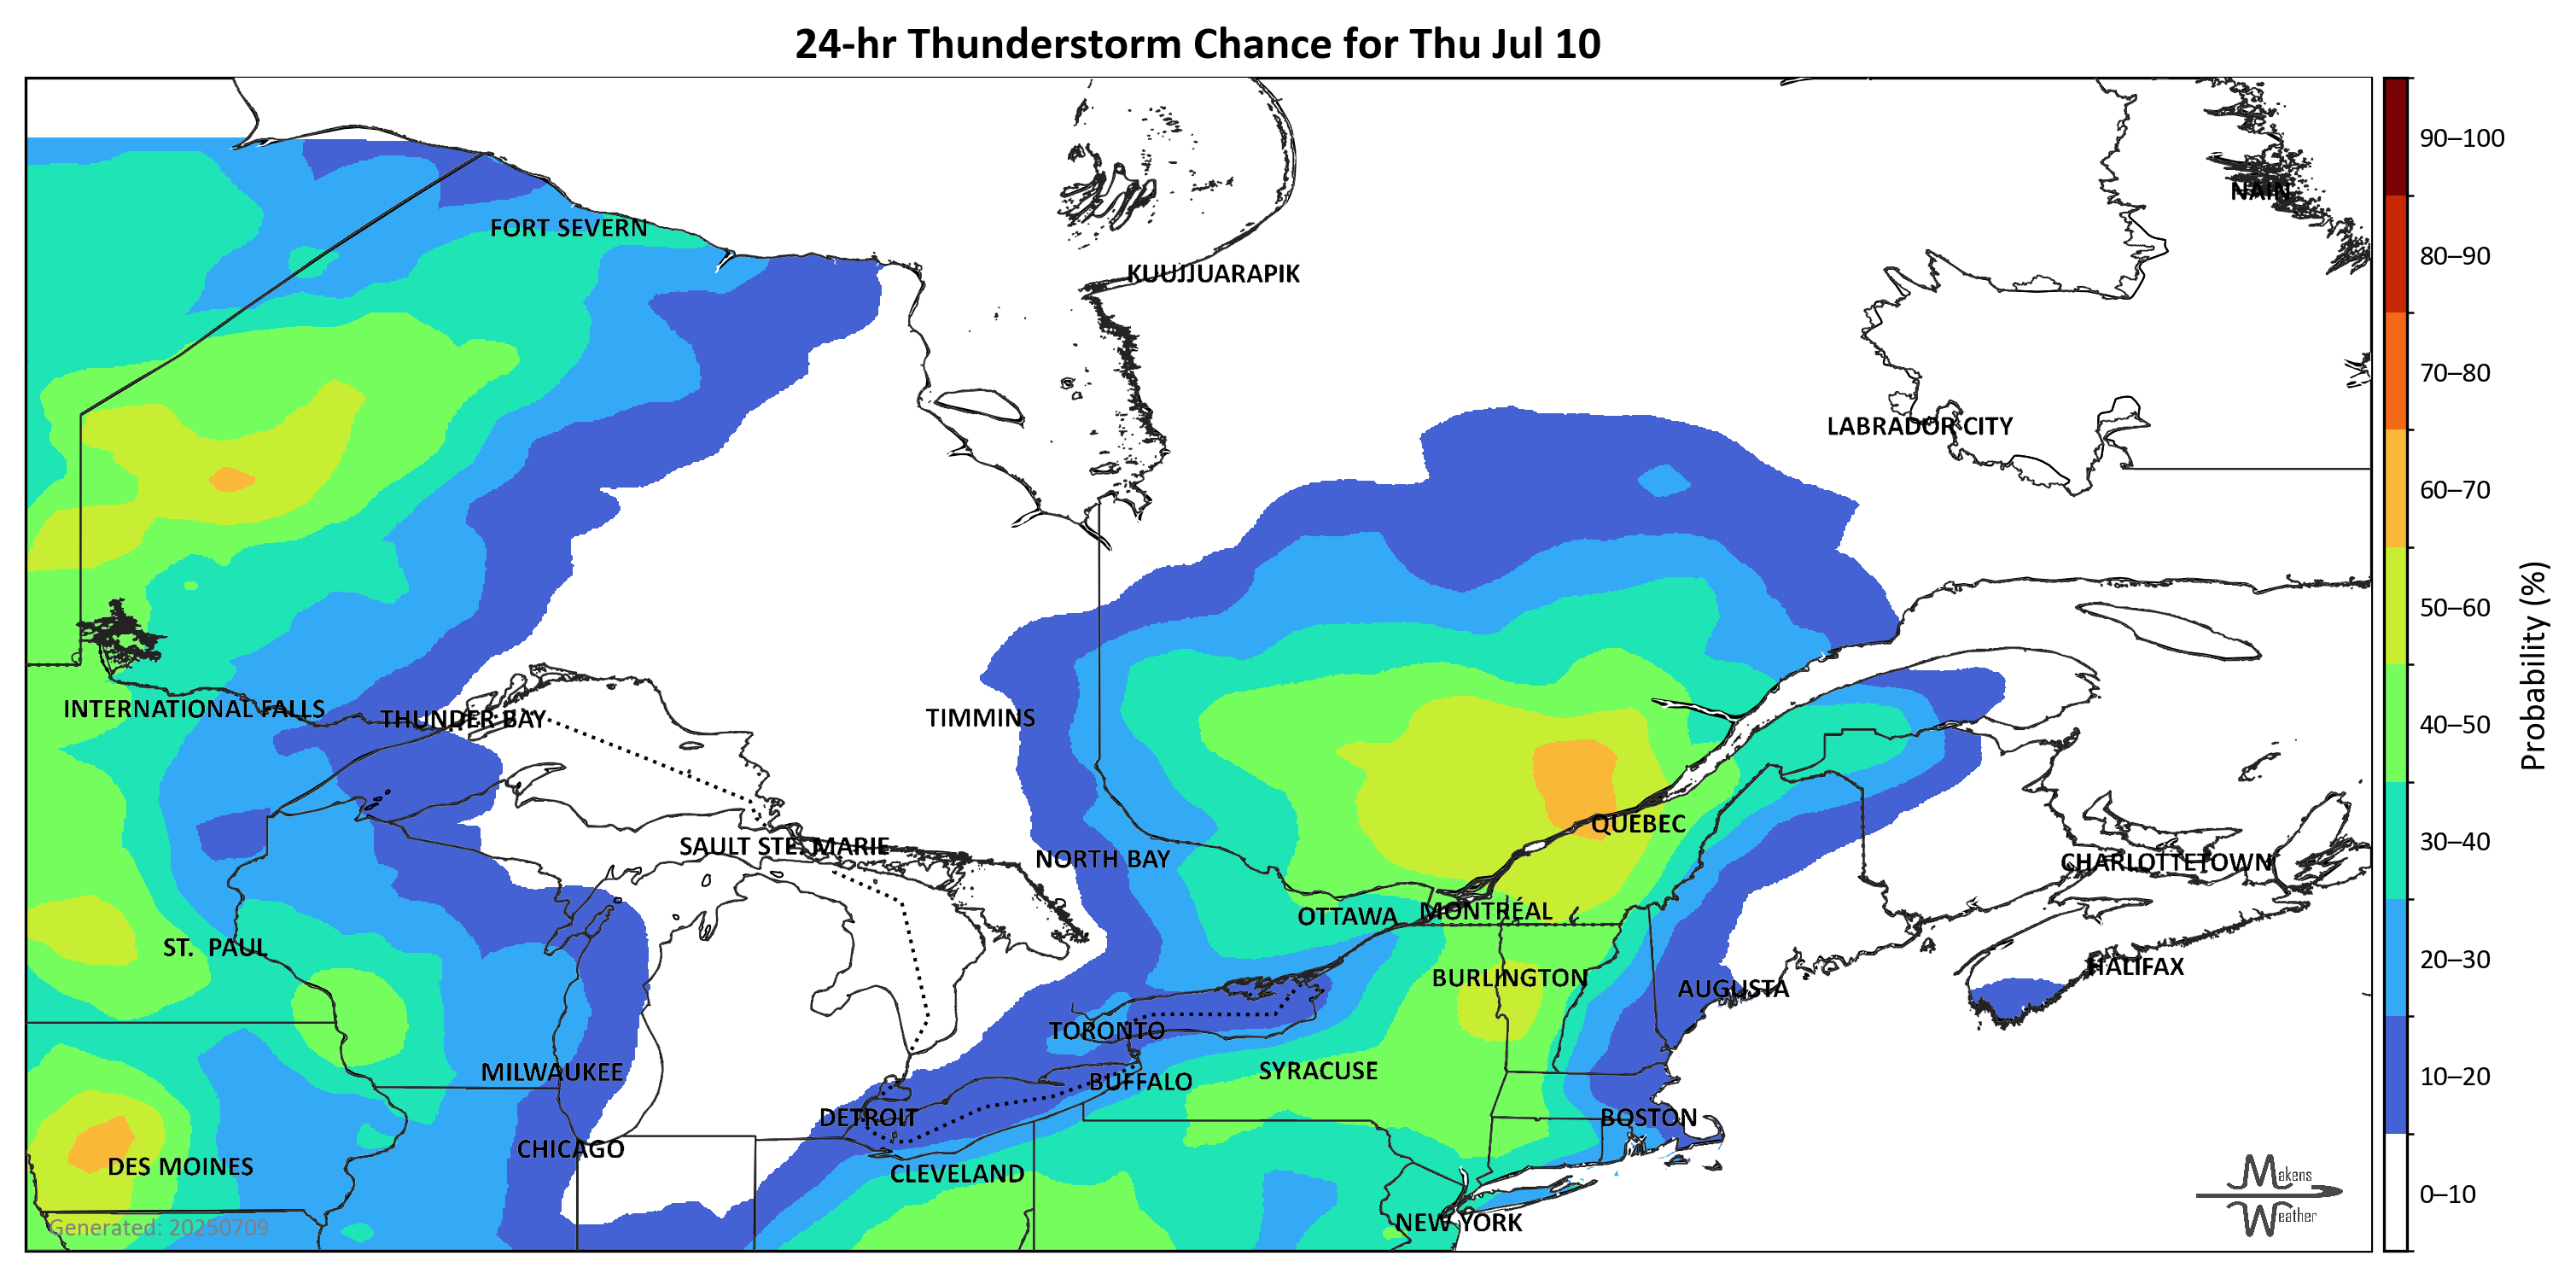 24-hr Thunderstorm Chance for Thu Jul 10
90–100
NAIN
FORT SEVERN
80–90
KUUJJUARAPIK
70–80
LABRADOR CITY
60–70
50–60
Probability (%)
INTERNATIONAL FALLS
THUNDER BAY
TIMMINS
40–50
QUEBEC
SAULT STE. MARIE
30–40
NORTH BAY
CHARLOTTETOWN
OTTAWA
MONTRÉAL
ST. PAUL
20–30
HALIFAX
BURLINGTON
AUGUSTA
TORONTO
MILWAUKEE
SYRACUSE
10–20
BUFFALO
DETROIT
BOSTON
CHICAGO
DES MOINES
CLEVELAND
Makens
Weather
0–10
NEW YORK
Generated: 20250709